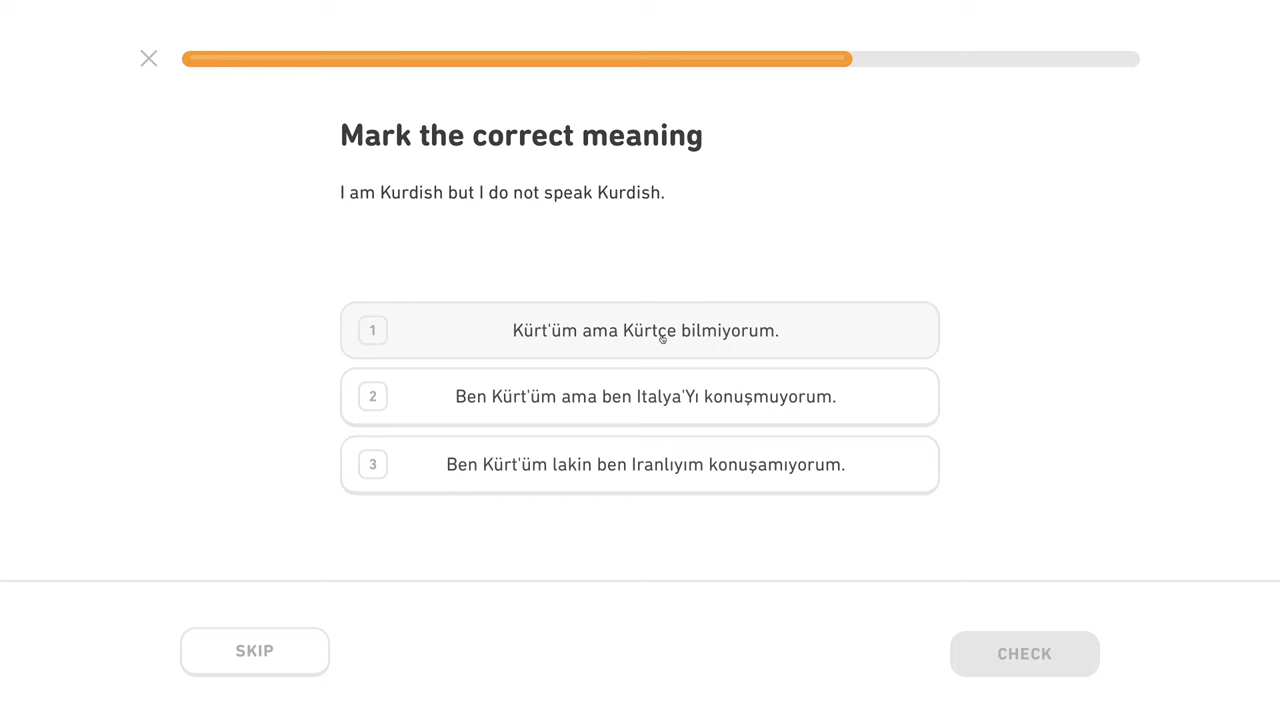 Mark the correct meaning
I am Kurdish but I do not speak Kurdish.
1 Kürt'üm ama Kürtçe bilmiyorum.
2 Ben Kürt'üm ama ben Italya'Yı konuşmuyorum.
3 Ben Kürt'üm lakin ben Iranlıyım konuşamıyorum.
SKIP CHECK